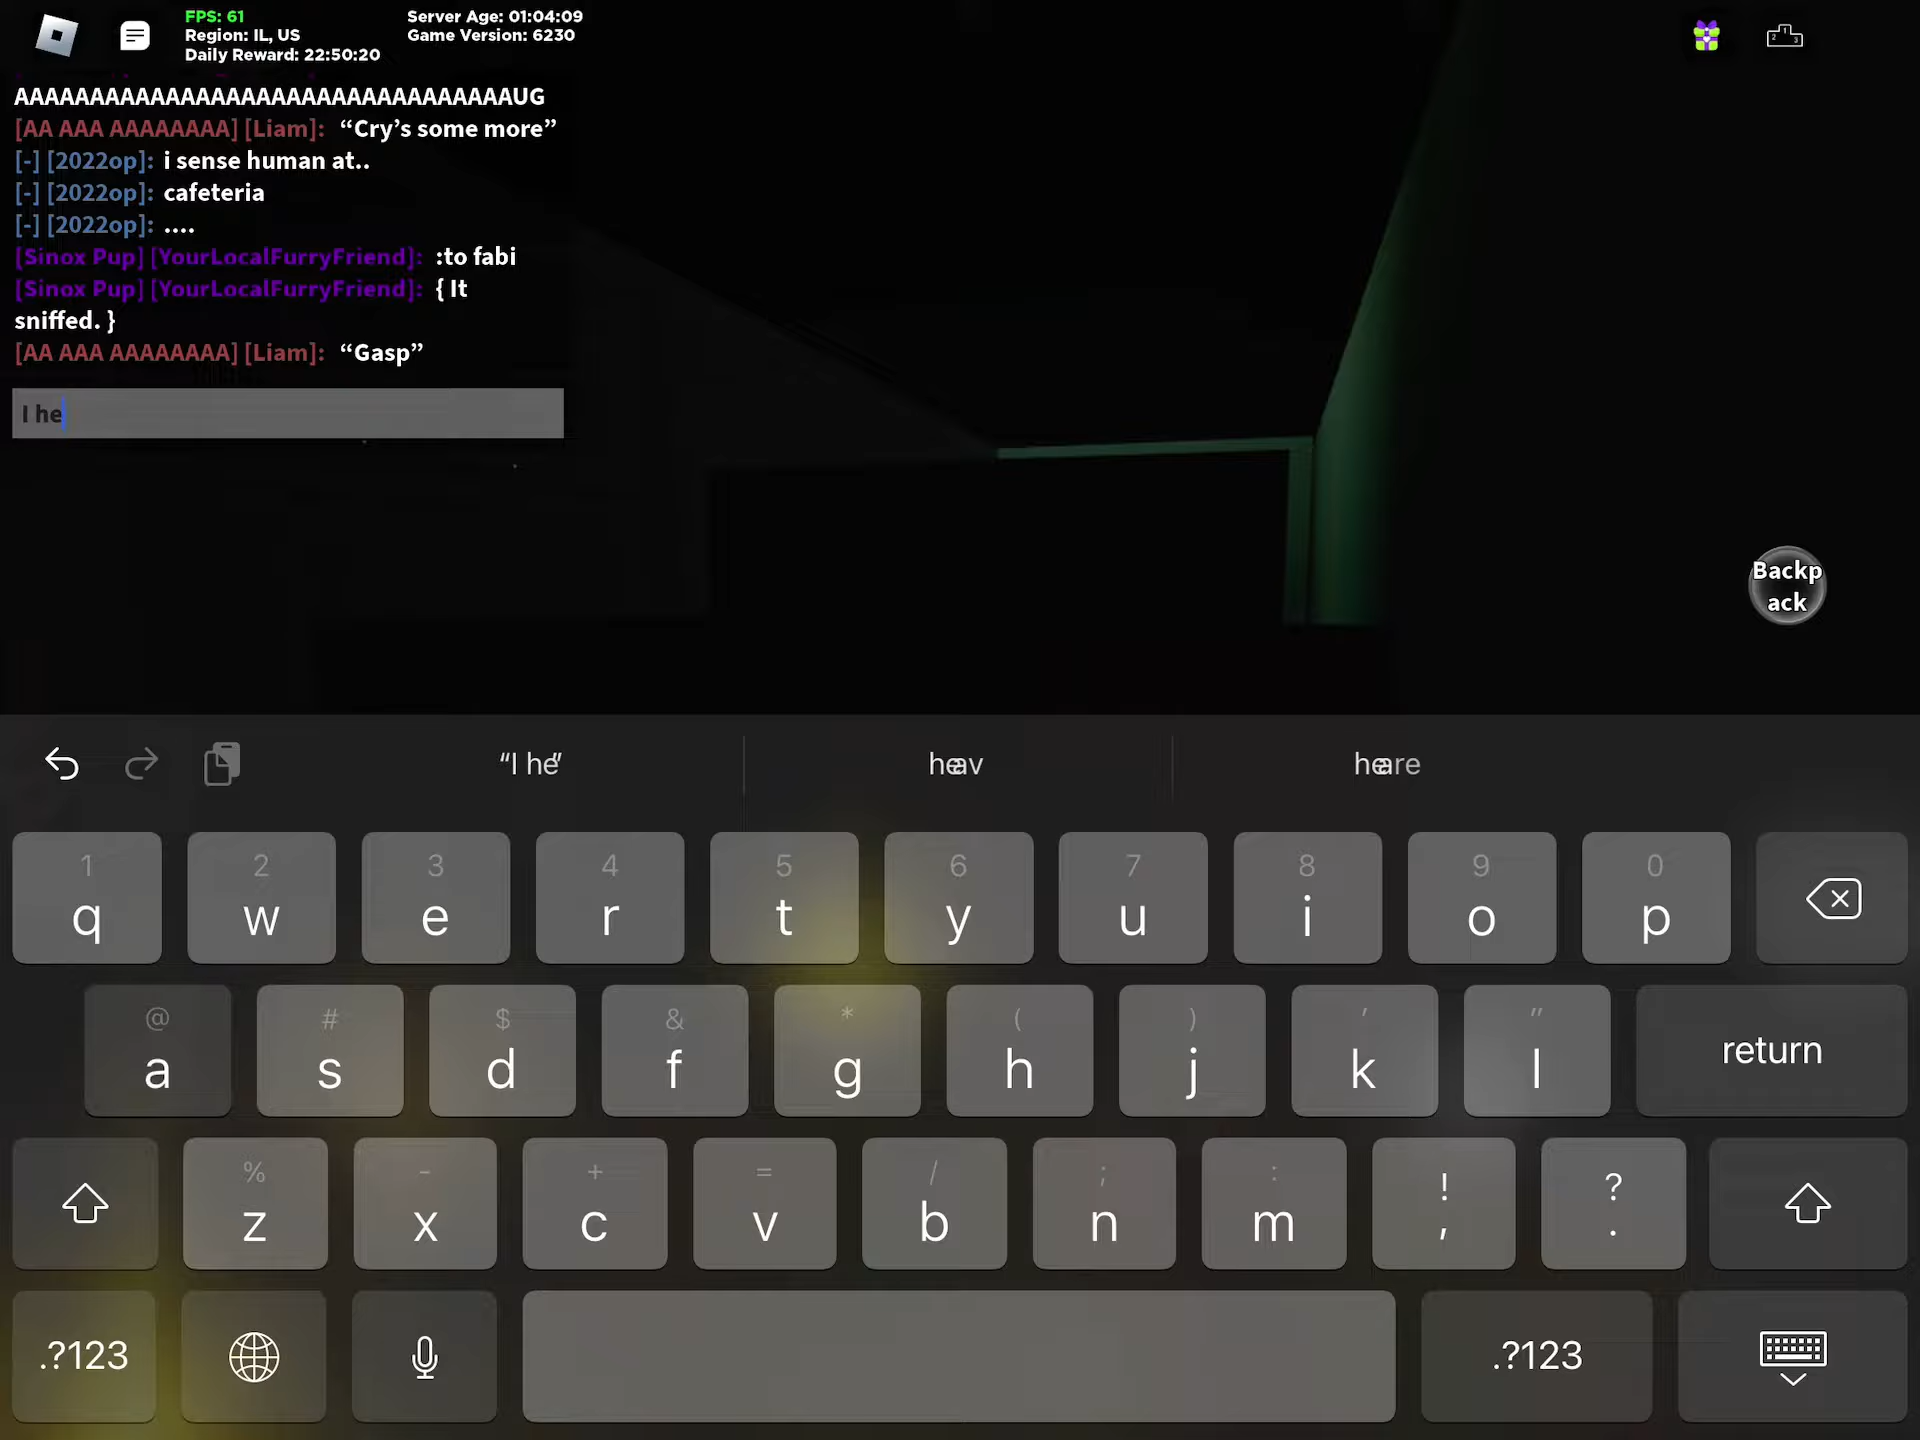 FPS: 61
Region: IL, US
Daily Reward: 22:50:20
Server Age: 01:04:09
Game Version: 6230
AAAAAAAAAAAAAAAAAAAAAAAAAAAAAAAAAUG
[AA AAA AAAAAAAA] [Liam]: “Cry’s some more”
[-] [2022op]: i sense human at..
[-] [2022op]: cafeteria
[-] [2022op]: ....
[Sinox Pup] [YourLocalFurryFriend]: :to fabi
[Sinox Pup] [YourLocalFurryFriend]: { It
sniffed. }
[AA AAA AAAAAAAA] [Liam]: “Gasp”
I he
Backp
ack
“I he”
1 2 3 4 5 6 7 8 9 0
q w e r t y u i o p
@ # $ & * ( ) ' "
a s d f g h j k l return
% - + = / ; : ! ?
z x c v b n m , .
.?123 .?123